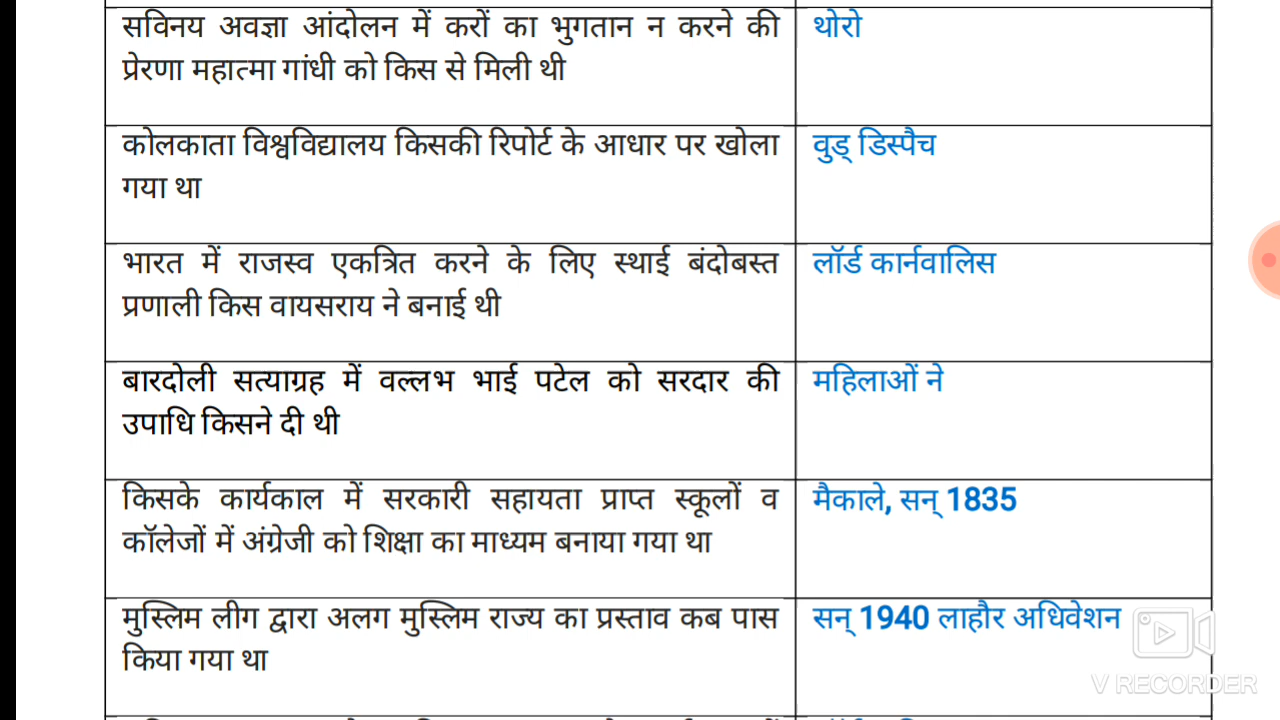 सविनय अवज्ञा आंदोलन में करों का भुगतान न करने की
प्रेरणा महात्मा गांधी को किस से मिली थी
थोरो
कोलकाता विश्वविद्यालय किसकी रिपोर्ट के आधार पर खोला
गया था
वुड् डिस्पैच
भारत में राजस्व एकत्रित करने के लिए स्थाई बंदोबस्त
प्रणाली किस वायसराय ने बनाई थी
लॉर्ड कार्नवालिस
बारदोली सत्याग्रह में वल्लभ भाई पटेल को सरदार की
उपाधि किसने दी थी
महिलाओं ने
किसके कार्यकाल में सरकारी सहायता प्राप्त स्कूलों व
कॉलेजों में अंग्रेजी को शिक्षा का माध्यम बनाया गया था
मैकाले, सन् 1835
मुस्लिम लीग द्वारा अलग मुस्लिम राज्य का प्रस्ताव कब पास
किया गया था
सन् 1940 लाहौर अधिवेशन
V RECORDER